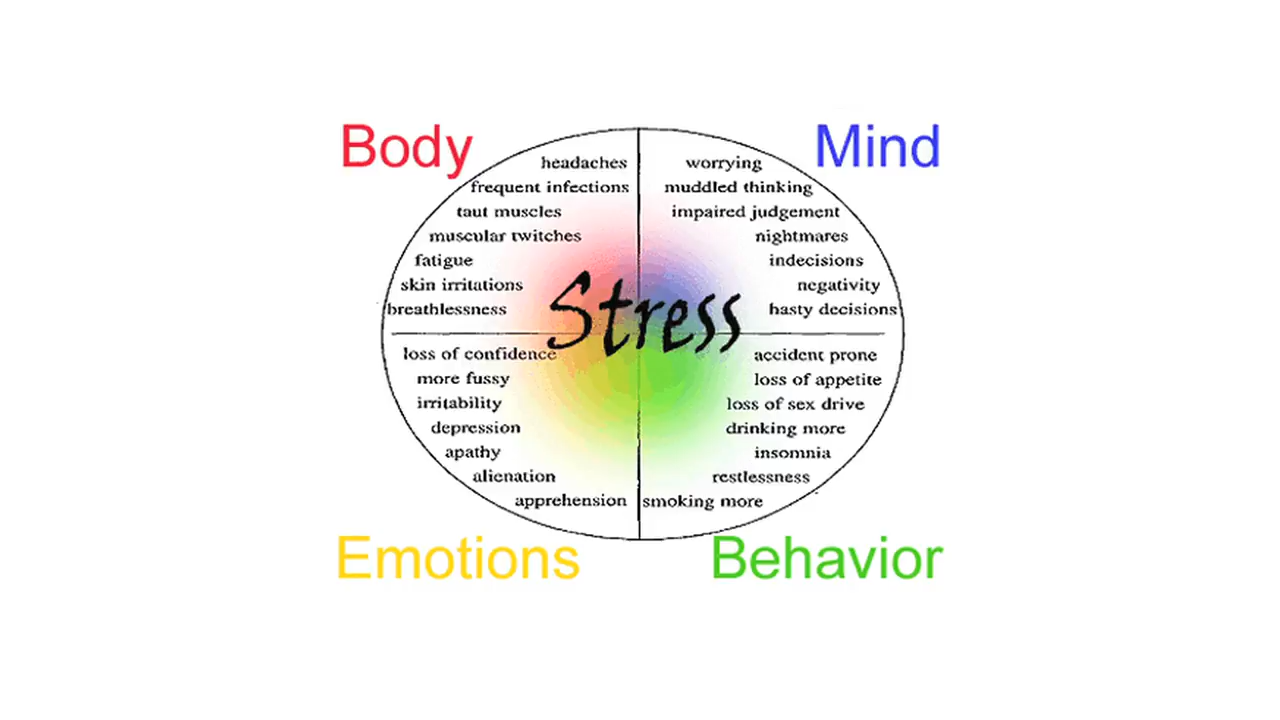 Body
headaches
frequent infections
taut muscles
muscular twitches
fatigue
skin irritations
breathlessness
Mind
worrying
muddled thinking
impaired judgement
nightmares
indecisions
negativity
hasty decisions
Stress
loss of confidence
more fussy
irritability
depression
apathy
alienation
apprehension
Emotions
accident prone
loss of appetite
loss of sex drive
drinking more
insomnia
restlessness
smoking more
Behavior